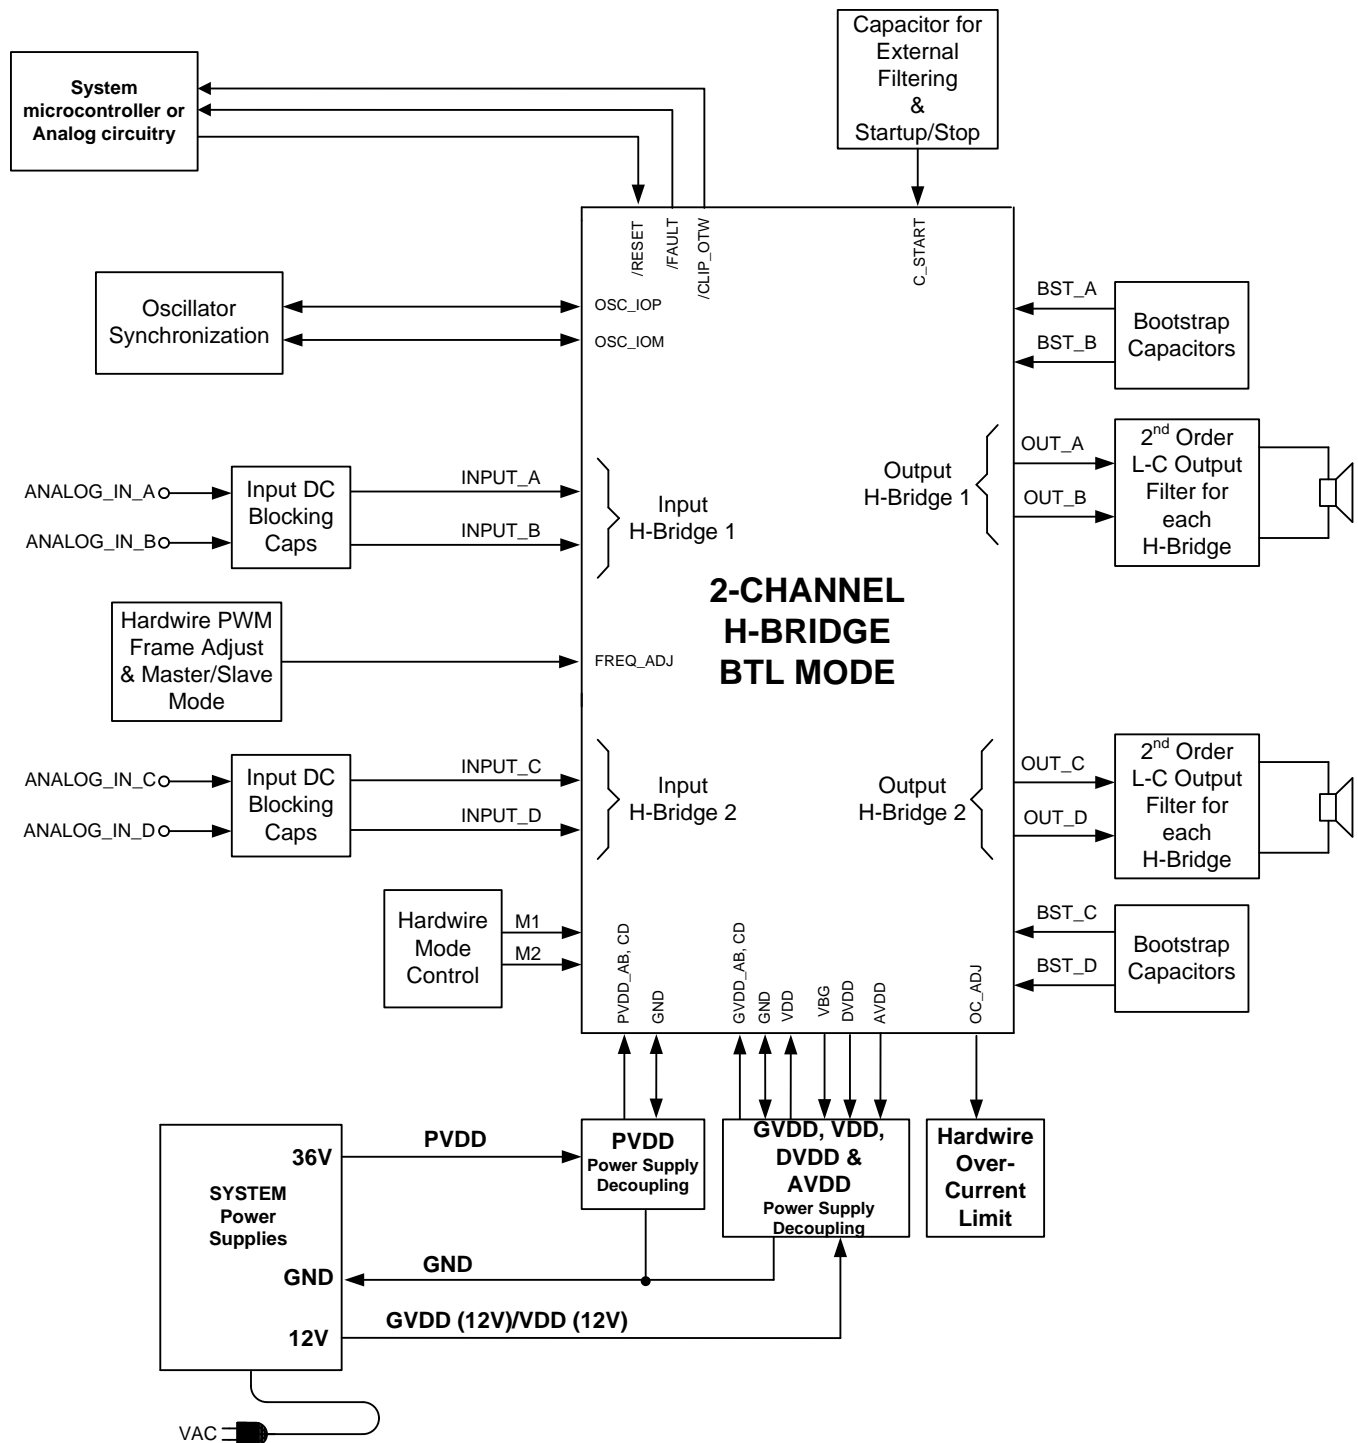 Capacitor for
External
Filtering
&
Startup/Stop
System
microcontroller or
Analog circuitry
/RESET
/FAULT
/CLIP_OTW
C_START
Oscillator
Synchronization
OSC_IOP
OSC_IOM
BST_A
BST_B
Bootstrap
Capacitors
ANALOG_IN_A
ANALOG_IN_B
Input DC
Blocking
Caps
INPUT_A
INPUT_B
Input
H-Bridge 1
Output
H-Bridge 1
OUT_A
OUT_B
2nd Order
L-C Output
Filter for
each
H-Bridge
2-CHANNEL
H-BRIDGE
BTL MODE
Hardwire PWM
Frame Adjust
& Master/Slave
Mode
FREQ_ADJ
ANALOG_IN_C
ANALOG_IN_D
Input DC
Blocking
Caps
INPUT_C
INPUT_D
Input
H-Bridge 2
Output
H-Bridge 2
OUT_C
OUT_D
2nd Order
L-C Output
Filter for
each
H-Bridge
Hardwire
Mode
Control
M1
M2
PVDD_AB, CD
GND
GVDD_AB, CD
GND
VDD
VBG
DVDD
AVDD
OC_ADJ
BST_C
BST_D
Bootstrap
Capacitors
SYSTEM
Power
Supplies
36V
GND
12V
PVDD
GND
GVDD (12V)/VDD (12V)
PVDD
Power Supply
Decoupling
GVDD, VDD,
DVDD &
AVDD
Power Supply
Decoupling
Hardwire
Over-
Current
Limit
VAC